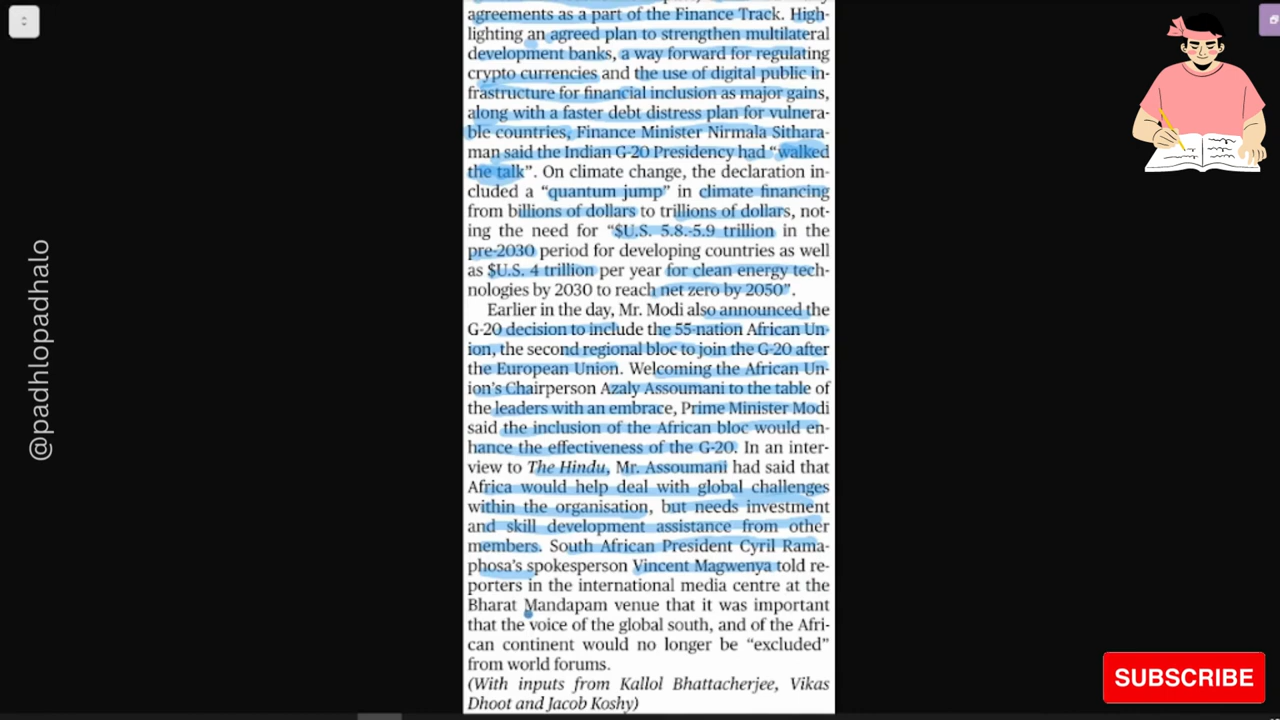 agreements as a part of the Finance Track. High-
lighting an agreed plan to strengthen multilateral
development banks, a way forward for regulating
crypto currencies and the use of digital public in-
frastructure for financial inclusion as major gains,
along with a faster debt distress plan for vulnera-
ble countries, Finance Minister Nirmala Sithara-
man said the Indian G-20 Presidency had “walked
the talk”. On climate change, the declaration in-
cluded a “quantum jump” in climate financing
from billions of dollars to trillions of dollars, not-
ing the need for “$U.S. 5.8.-5.9 trillion in the
pre-2030 period for developing countries as well
as $U.S. 4 trillion per year for clean energy tech-
nologies by 2030 to reach net zero by 2050”.
Earlier in the day, Mr. Modi also announced the
G-20 decision to include the 55-nation African Un-
ion, the second regional bloc to join the G-20 after
the European Union. Welcoming the African Un-
ion’s Chairperson Azaly Assoumani to the table of
the leaders with an embrace, Prime Minister Modi
said the inclusion of the African bloc would en-
hance the effectiveness of the G-20. In an inter-
view to The Hindu, Mr. Assoumani had said that
Africa would help deal with global challenges
within the organisation, but needs investment
and skill development assistance from other
members. South African President Cyril Rama-
phosa’s spokesperson Vincent Magwenya told re-
porters in the international media centre at the
Bharat Mandapam venue that it was important
that the voice of the global south, and of the Afri-
can continent would no longer be “excluded”
from world forums.
(With inputs from Kallol Bhattacherjee, Vikas
Dhoot and Jacob Koshy)
@padhlopadhalo
SUBSCRIBE